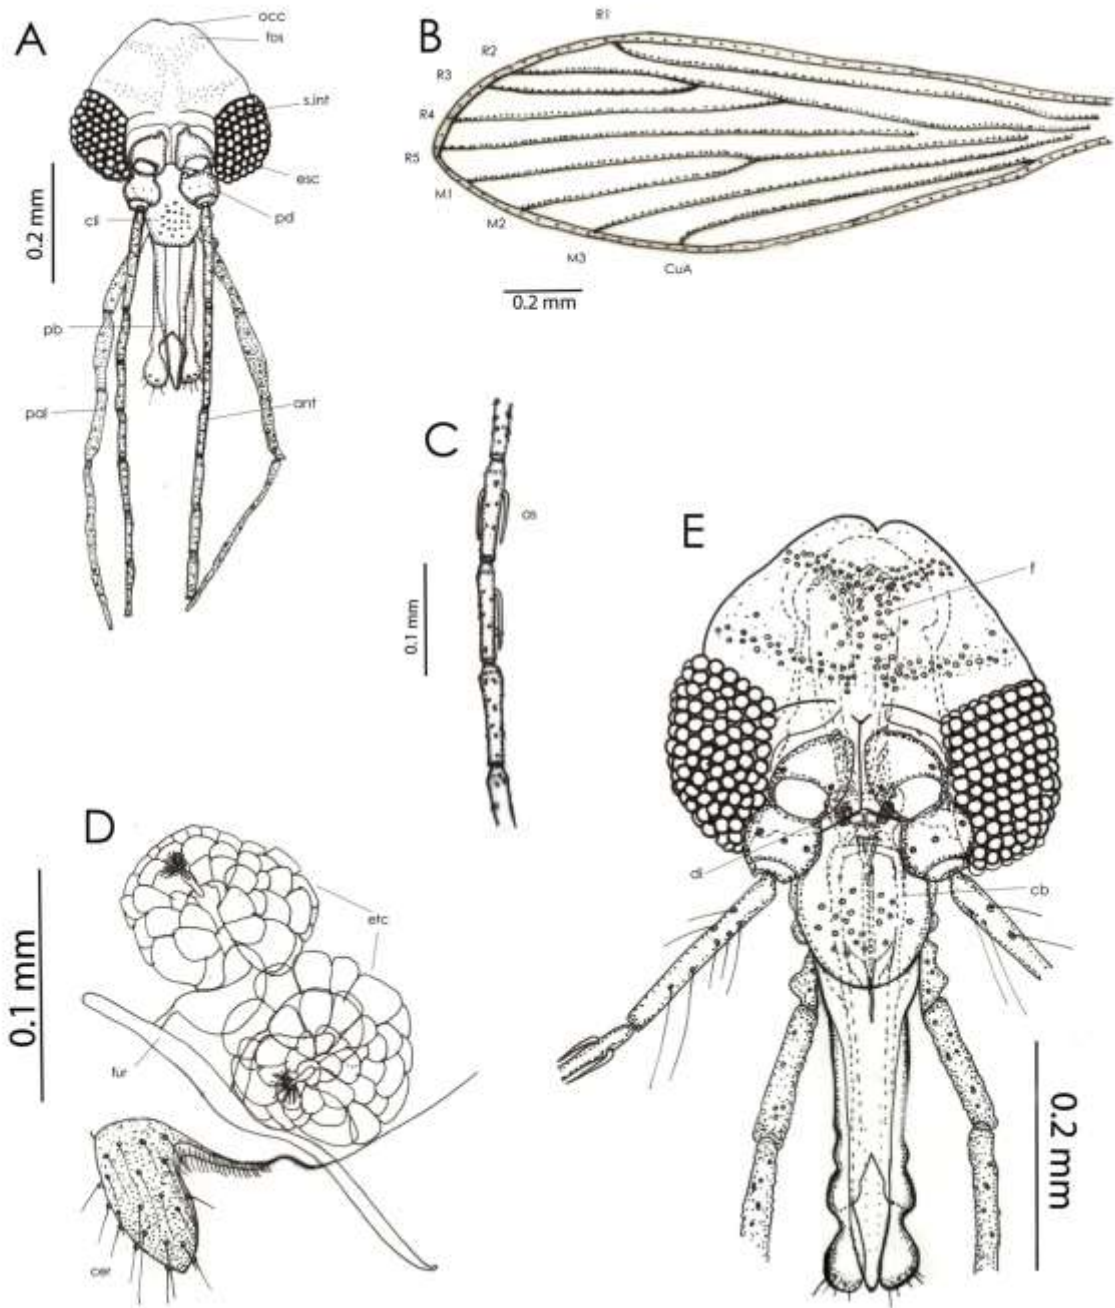 A
occ
fos
s.int
esc
pd
cli
0.2 mm
pb
pal
ant
B
R1
R2
R3
R4
R5
M1
M2
M3
CuA
0.2 mm
C
as
0.1 mm
D
etc
fur
cer
0.1 mm
E
f
al
cb
0.2 mm